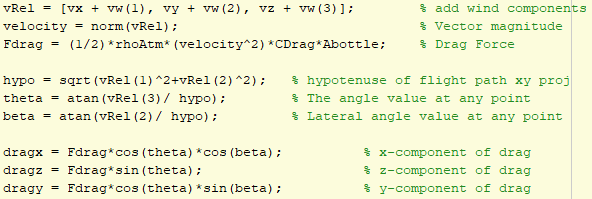 vRel = [vx + vw(1), vy + vw(2), vz + vw(3)]; % add wind components
velocity = norm(vRel); % Vector magnitude
Fdrag = (1/2)*rhoAtm*(velocity^2)*CDrag*Abottle; % Drag Force
hypo = sqrt(vRel(1)^2+vRel(2)^2); % hypotenuse of flight path xy proj
theta = atan(vRel(3)/ hypo); % The angle value at any point
beta = atan(vRel(2)/ hypo); % Lateral angle value at any point
dragx = Fdrag*cos(theta)*cos(beta); % x-component of drag
dragz = Fdrag*sin(theta); % z-component of drag
dragy = Fdrag*cos(theta)*sin(beta); % y-component of drag